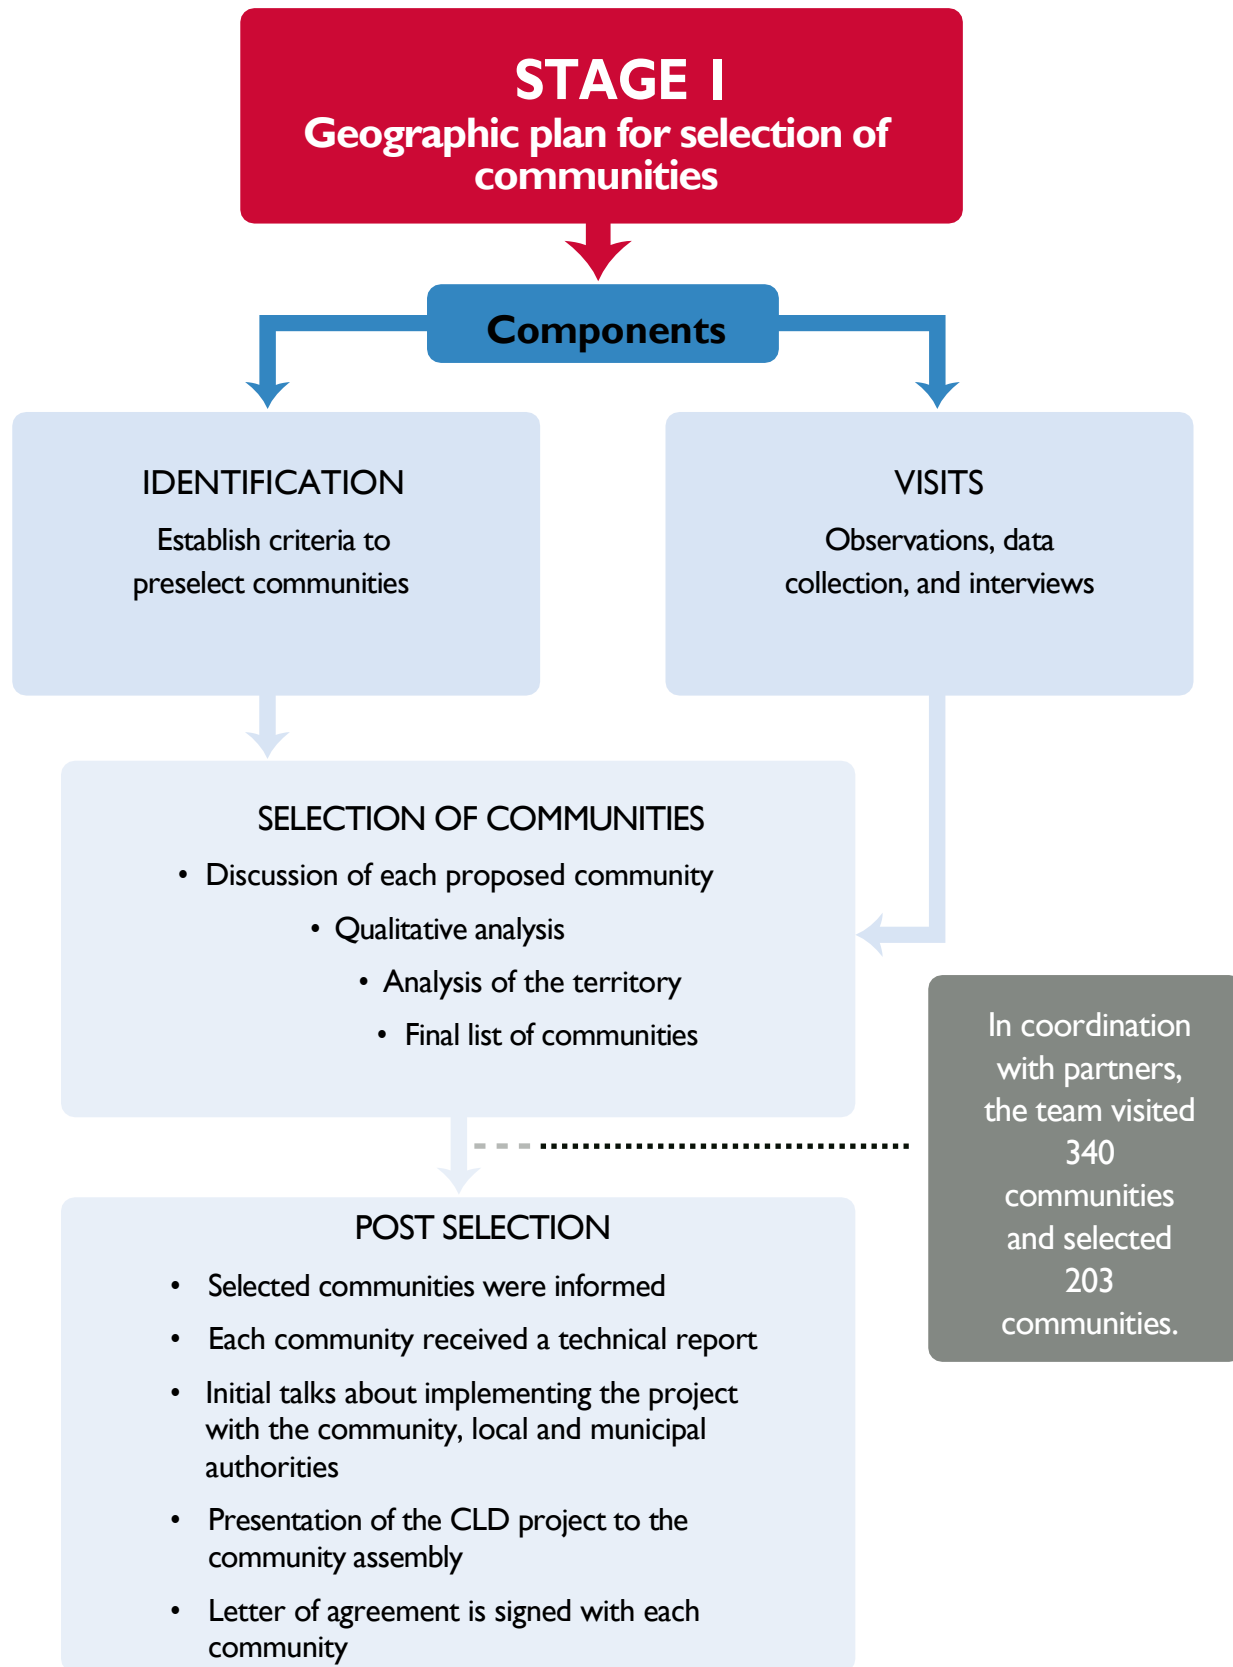 STAGE I
Geographic plan for selection of
communities
Components
IDENTIFICATION
Establish criteria to
preselect communities
VISITS
Observations, data
collection, and interviews
SELECTION OF COMMUNITIES
• Discussion of each proposed community
• Qualitative analysis
• Analysis of the territory
• Final list of communities
In coordination
with partners,
the team visited
340
communities
and selected
203
communities.
POST SELECTION
• Selected communities were informed
• Each community received a technical report
• Initial talks about implementing the project
with the community, local and municipal
authorities
• Presentation of the CLD project to the
community assembly
• Letter of agreement is signed with each
community